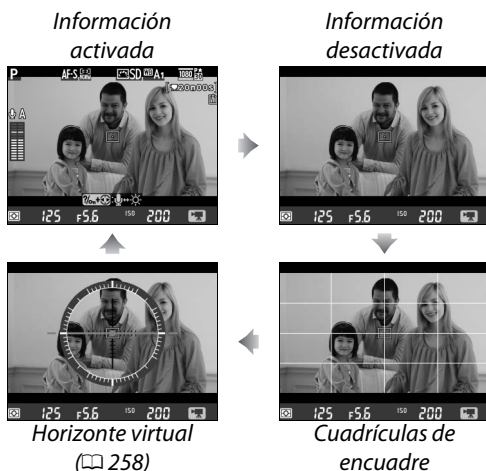 Información
activada
Información
desactivada
P AF-S SD A1 1080
20m00s
A
125 F5.6 ISO 200
125 F5.6 ISO 200
125 F5.6 ISO 200
125 F5.6 ISO 200
Horizonte virtual
(258)
Cuadrículas de
encuadre